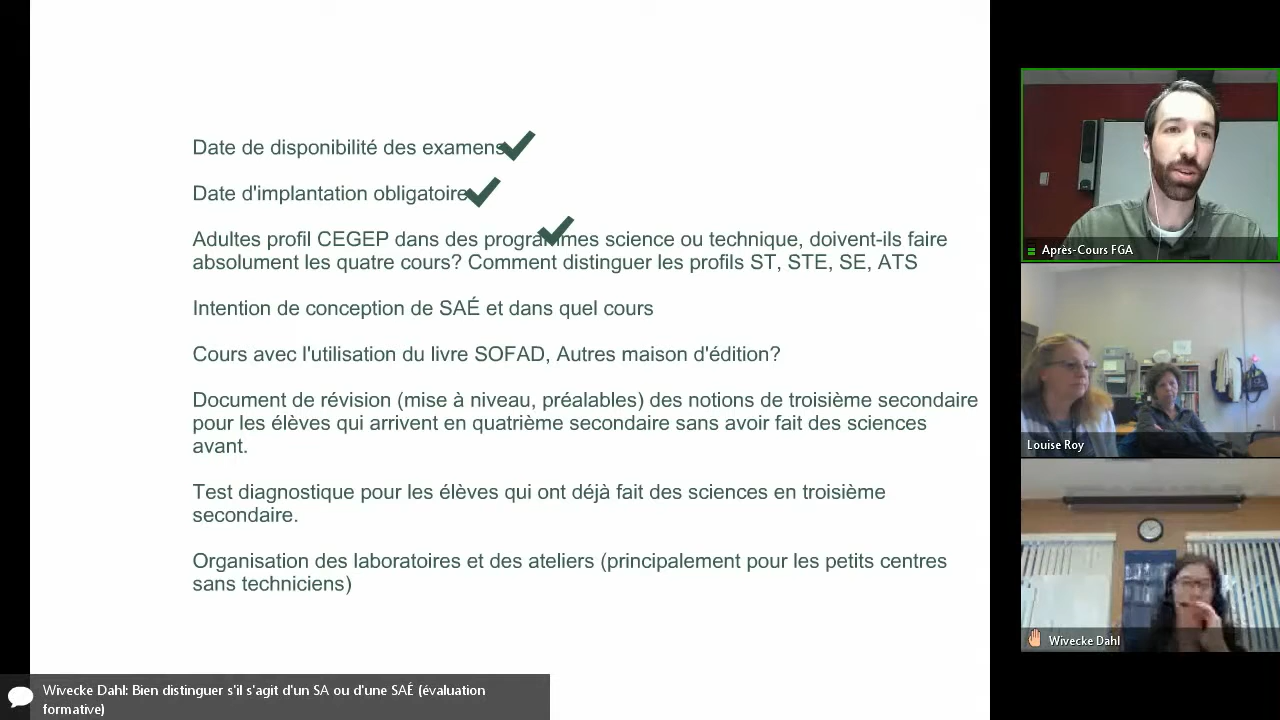 Date de disponibilité des examens
Date d'implantation obligatoire
Adultes profil CEGEP dans des programmes science ou technique, doivent-ils faire
absolument les quatre cours? Comment distinguer les profils ST, STE, SE, ATS
Intention de conception de SAÉ et dans quel cours
Cours avec l'utilisation du livre SOFAD, Autres maison d'édition?
Document de révision (mise à niveau, préalables) des notions de troisième secondaire
pour les élèves qui arrivent en quatrième secondaire sans avoir fait des sciences
avant.
Test diagnostique pour les élèves qui ont déjà fait des sciences en troisième
secondaire.
Organisation des laboratoires et des ateliers (principalement pour les petits centres
sans techniciens)
Après-Cours FGA
Louise Roy
Wivecke Dahl
Wivecke Dahl: Bien distinguer s'il s'agit d'un SA ou d'une SAÉ (évaluation
formative)